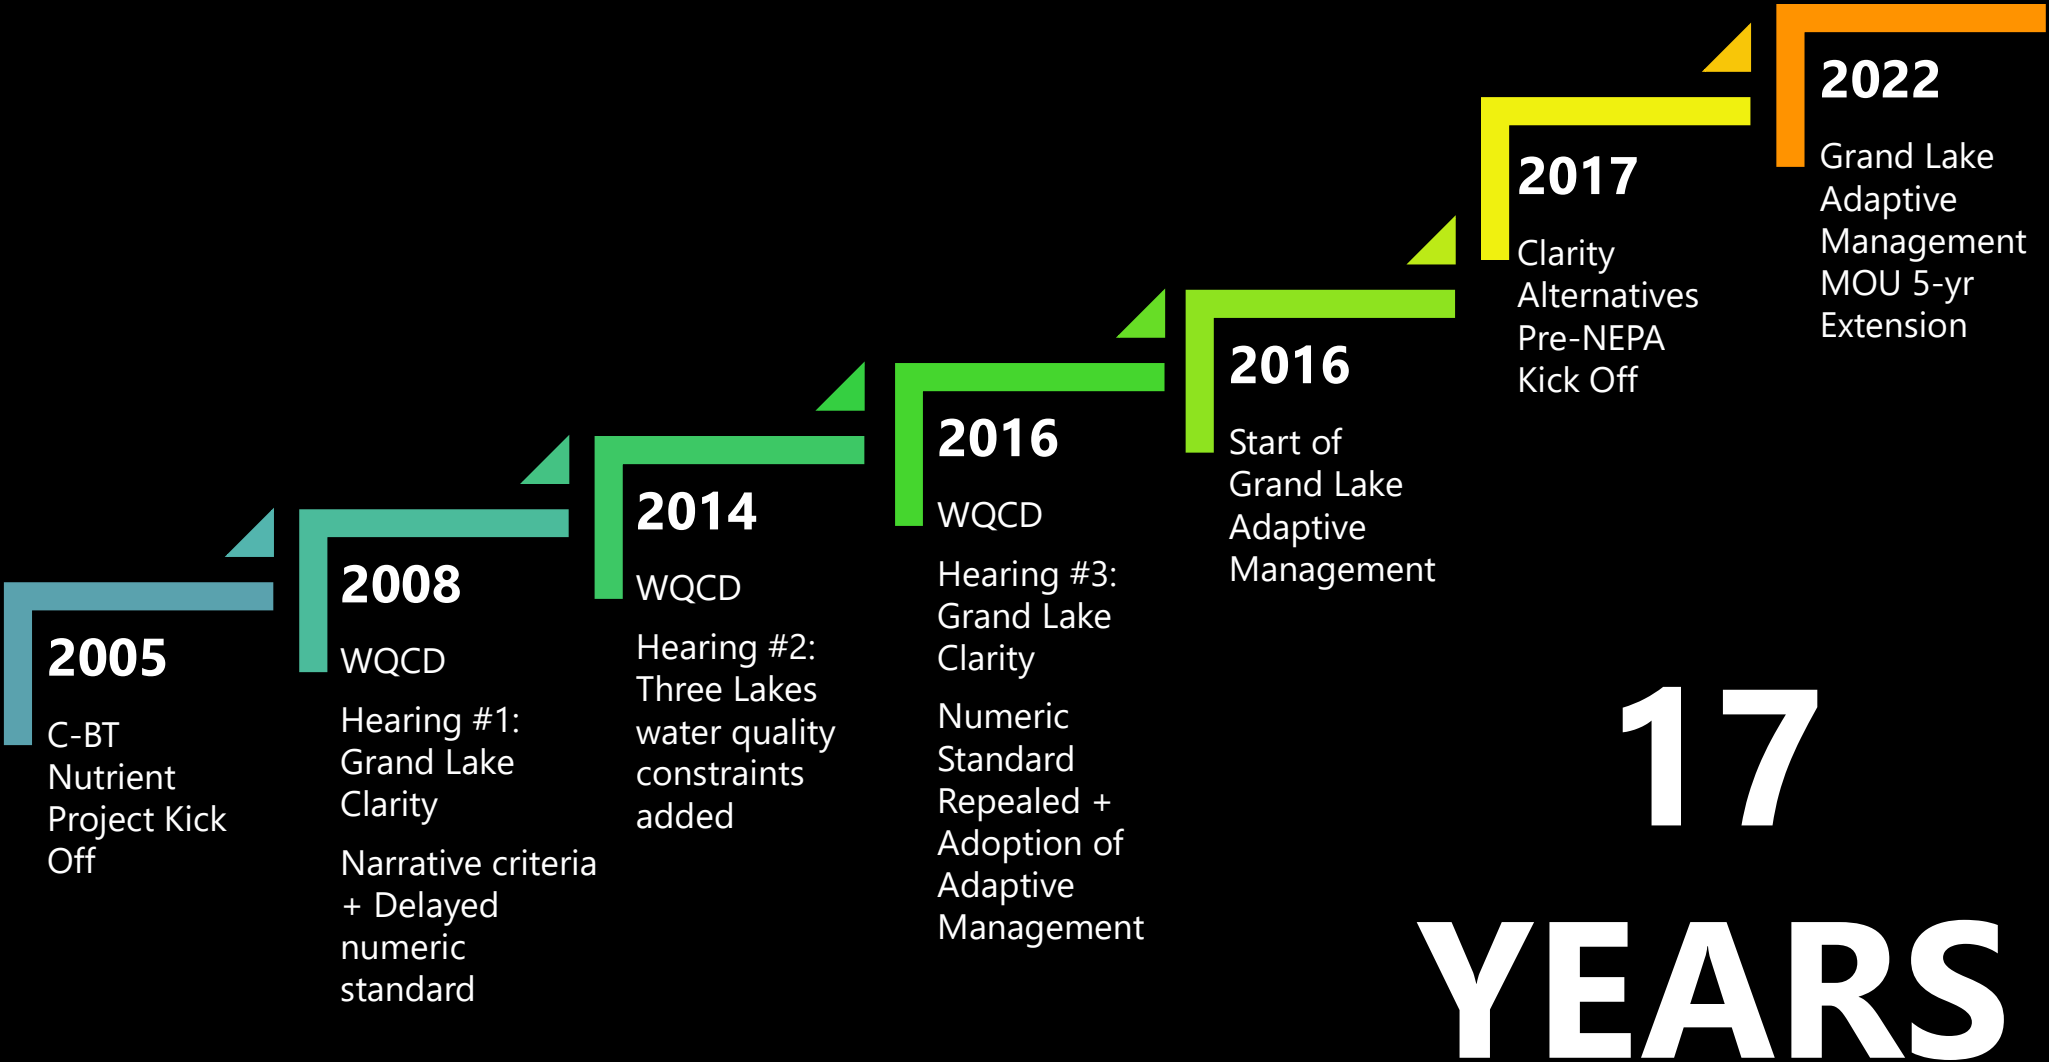 2005
C-BT
Nutrient
Project Kick
Off
2008
WQCD
Hearing #1:
Grand Lake
Clarity
Narrative criteria
+ Delayed
numeric
standard
2014
WQCD
Hearing #2:
Three Lakes
water quality
constraints
added
2016
WQCD
Hearing #3:
Grand Lake
Clarity
Numeric
Standard
Repealed +
Adoption of
Adaptive
Management
2016
Start of
Grand Lake
Adaptive
Management
2017
Clarity
Alternatives
Pre-NEPA
Kick Off
2022
Grand Lake
Adaptive
Management
MOU 5-yr
Extension
17
YEARS